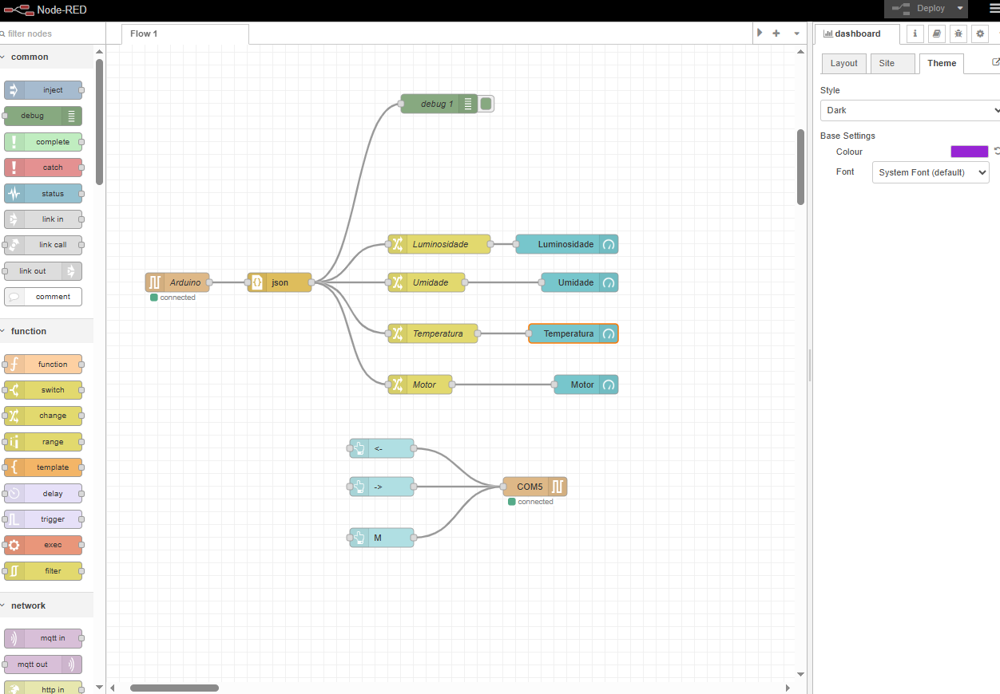 Node-RED
Deploy
filter nodes
Flow 1
dashboard
common
inject
debug
complete
catch
status
link in
link call
link out
comment
function
function
switch
change
range
template
delay
trigger
exec
filter
network
mqtt in
mqtt out
http in
debug 1
Luminosidade
Luminosidade
Arduino
connected
json
Umidade
Umidade
Temperatura
Temperatura
Motor
Motor
<-
->
M
COM5
connected
Layout
Site
Theme
Style
Dark
Base Settings
Colour
Font
System Font (default)